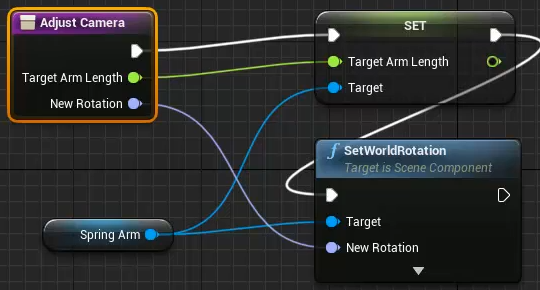 Adjust Camera
Target Arm Length
New Rotation
SET
Target Arm Length
Target
Spring Arm
f SetWorldRotation
Target is Scene Component
Target
New Rotation